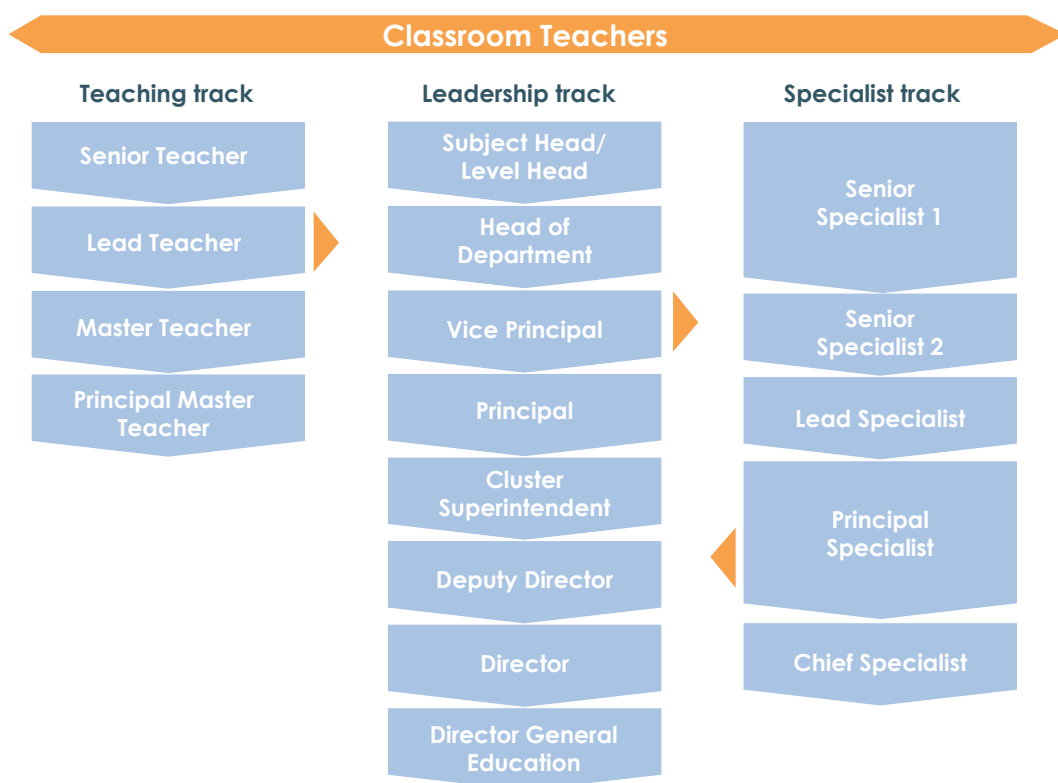 Classroom Teachers
Teaching track
Senior Teacher
Lead Teacher
Master Teacher
Principal Master
Teacher
Leadership track
Subject Head/
Level Head
Head of
Department
Vice Principal
Principal
Cluster
Superintendent
Deputy Director
Director
Director General
Education
Specialist track
Senior
Specialist 1
Senior
Specialist 2
Lead Specialist
Principal
Specialist
Chief Specialist